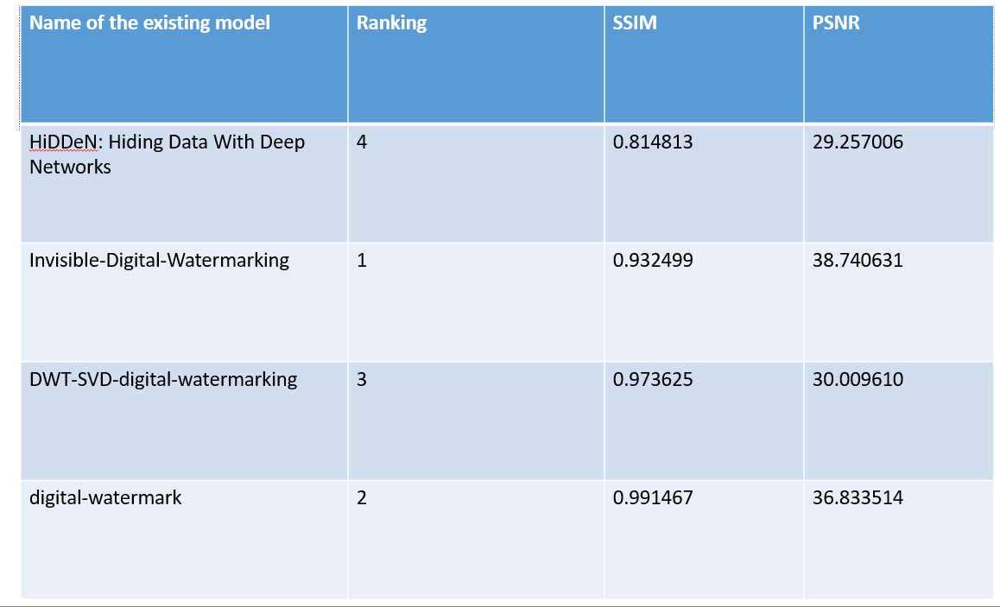 Name of the existing model Ranking SSIM PSNR
HiDDeN: Hiding Data With Deep 4 0.814813 29.257006
Networks
Invisible-Digital-Watermarking 1 0.932499 38.740631
DWT-SVD-digital-watermarking 3 0.973625 30.009610
digital-watermark 2 0.991467 36.833514